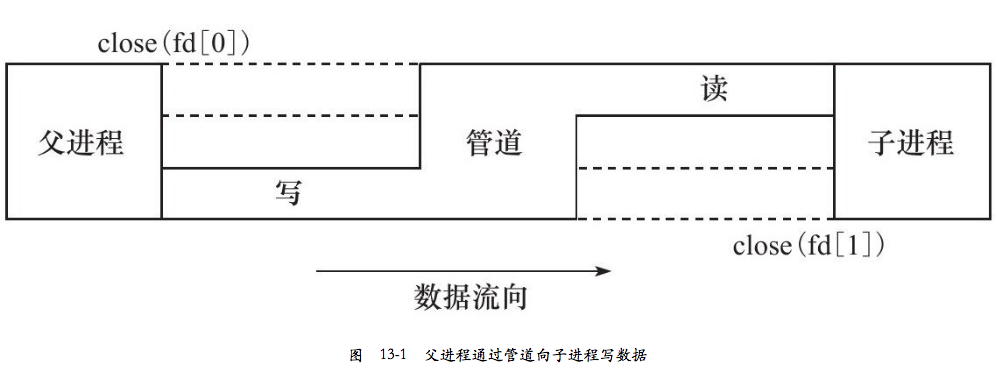 close(fd[0])
读
父进程
管道
子进程
写
close(fd[1])
数据流向
图 13-1 父进程通过管道向子进程写数据